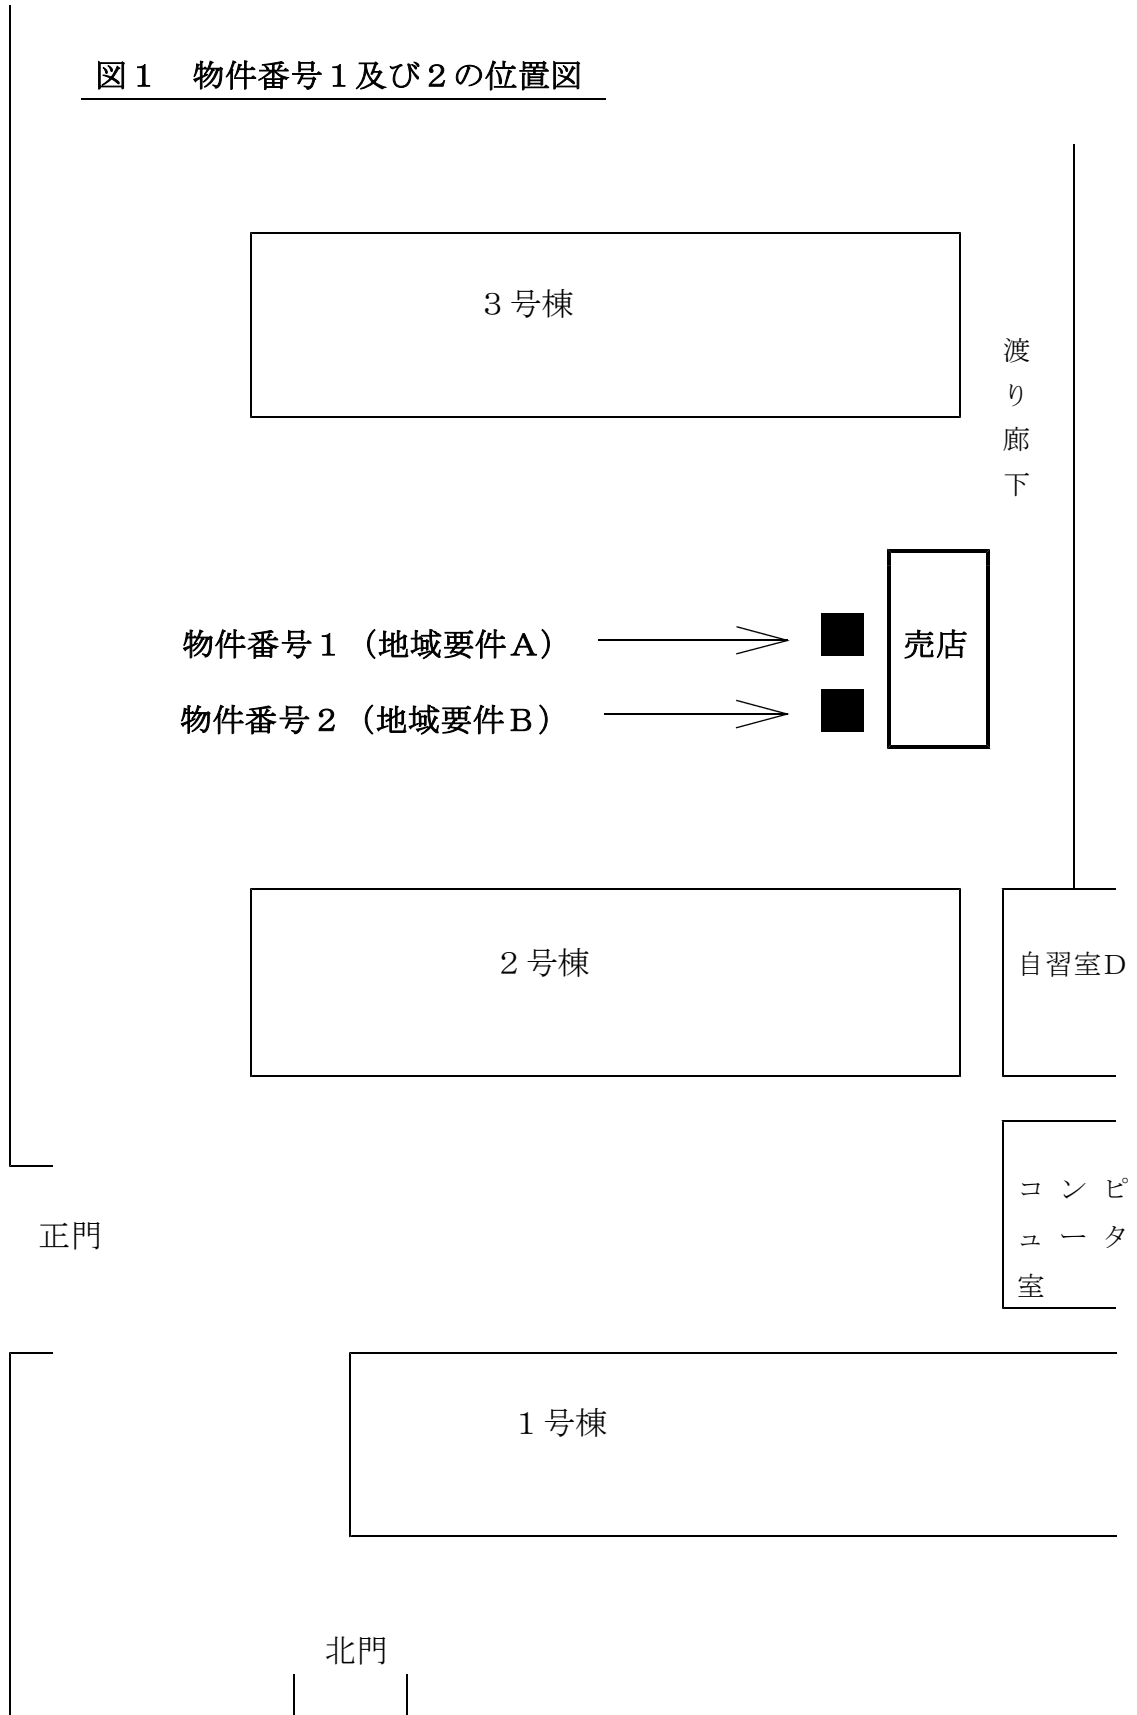 図１　物件番号１及び２の位置図
３号棟
渡り廊下
物件番号１（地域要件Ａ）
売店
物件番号２（地域要件Ｂ）
２号棟
自習室Ｄ
コンピ
ュータ
室
正門
１号棟
北門